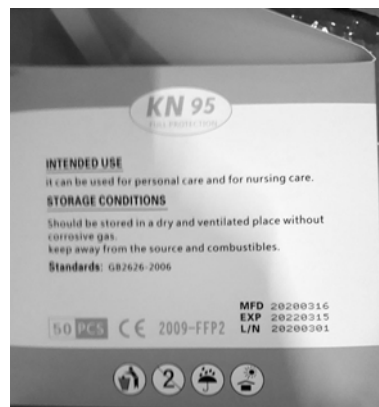 KN 95
FULL PROTECTION
INTENDED USE
it can be used for personal care and for nursing care.
STORAGE CONDITIONS
Should be stored in a dry and ventilated place without
corrosive gas.
keep away from the source and combustibles.
Standards: GB2626-2006
MFD 20200316
EXP 20220315
50 PCS CE 2009-FFP2 L/N 20200301
2